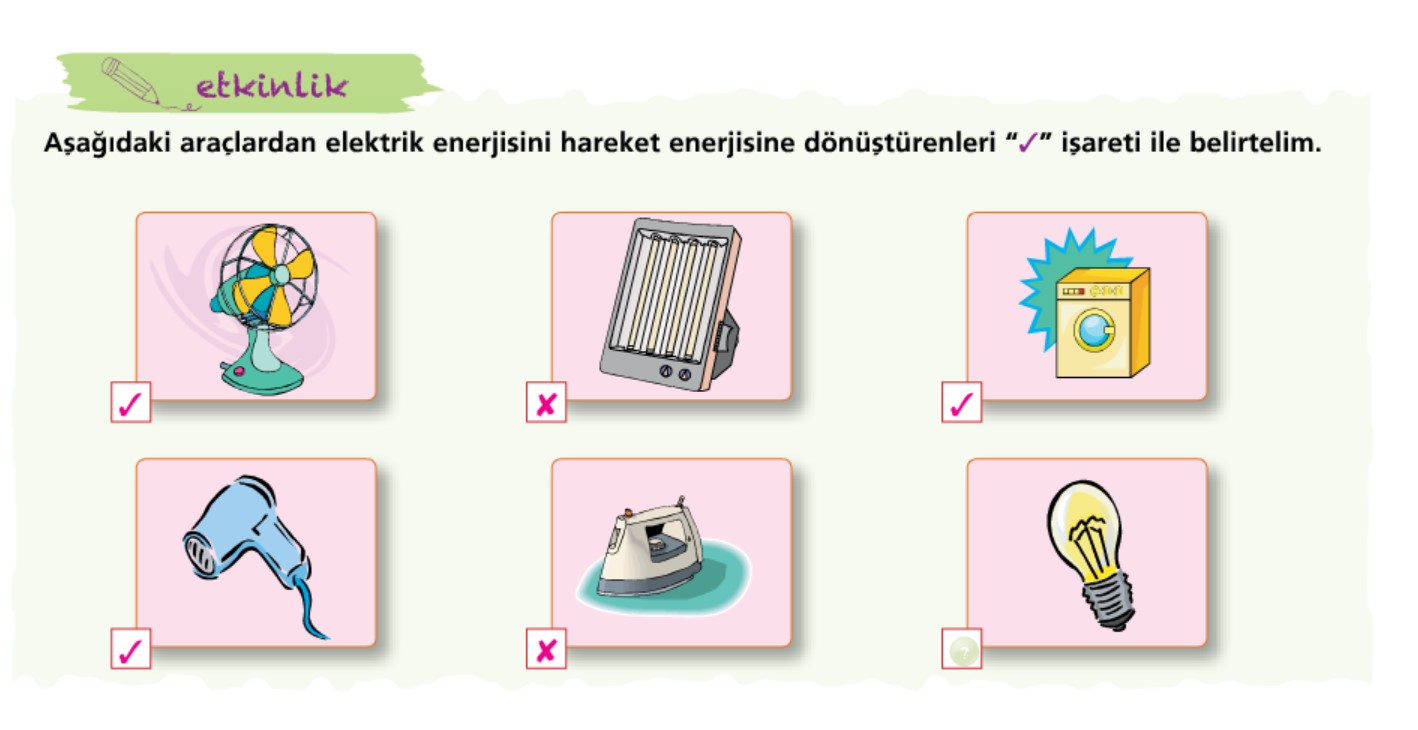 etkinlik
Aşağıdaki araçlardan elektrik enerjisini hareket enerjisine dönüştürenleri “✓” işareti ile belirtelim.
✓ ✘ ✓
✓ ✘ ?